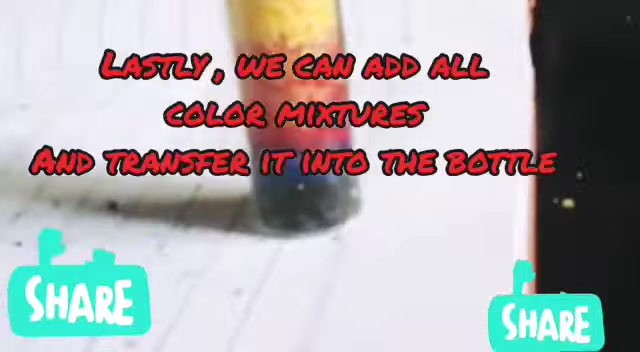 Lastly, we can add all
color mixtures
And transfer it into the bottle
SHARE
SHARE